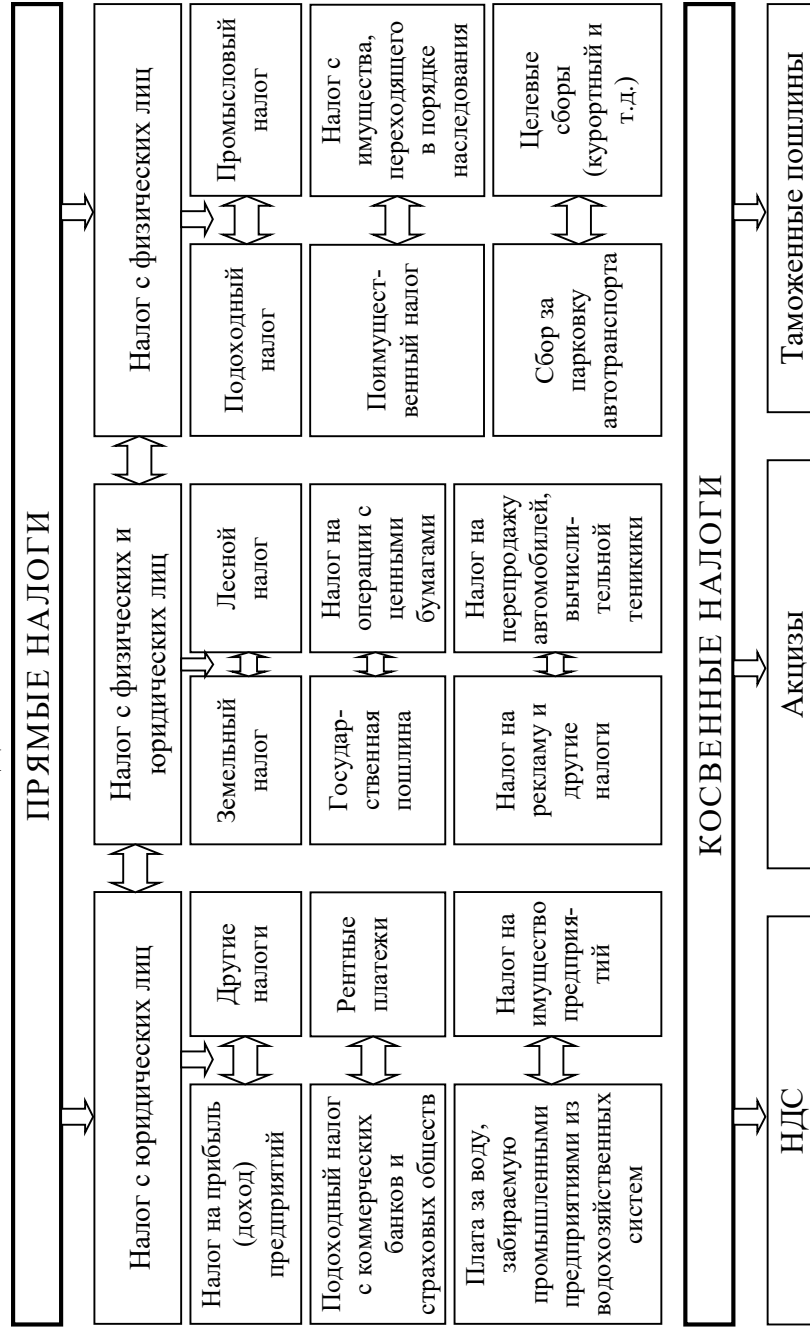 ПРЯМЫЕ НАЛОГИ
Налог с юридических лиц
Налог с физических и
юридических лиц
Налог с физических лиц
Налог на прибыль
(доход)
предприятий
Другие
налоги
Земельный
налог
Лесной
налог
Подоходный
налог
Промысловый
налог
Подоходный налог
с коммерческих
банков и
страховых обществ
Рентные
платежи
Государ-
ственная
пошлина
Налог на
операции с
ценными
бумагами
Поимущест-
венный налог
Налог с
имущества,
переходящего
в порядке
наследования
Плата за воду,
забираемую
промышленными
предприятиями из
водохозяйственных
систем
Налог на
имущество
предприя-
тий
Налог на
рекламу и
другие
налоги
Налог на
перепродажу
автомобилей,
вычисли-
тельной
теникики
Сбор за
парковку
автотранспорта
Целевые
сборы
(курортный и
т.д.)
КОСВЕННЫЕ НАЛОГИ
НДС
Акцизы
Таможенные пошлины